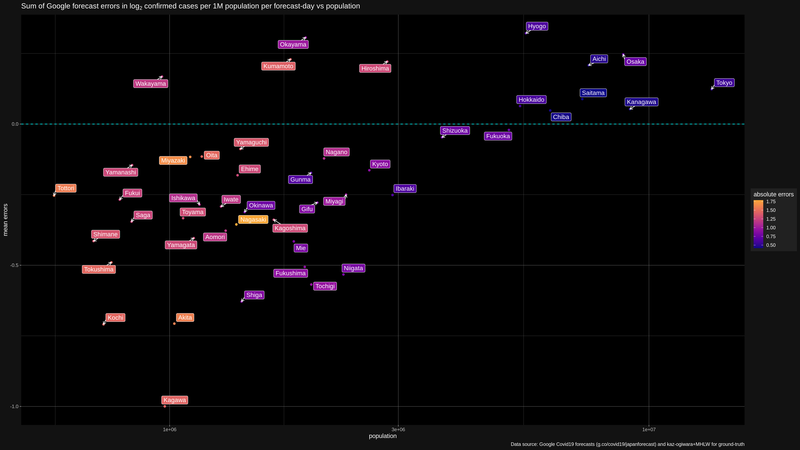 Sum of Google forecast errors in log2 confirmed cases per 1M population per forecast-day vs population
Hyogo
Okayama
Aichi
Osaka
Kumamoto
Hiroshima
Wakayama
Tokyo
Saitama
Hokkaido
Kanagawa
Chiba
0.0
Shizuoka
Fukuoka
Yamaguchi
Nagano
Oita
Miyazaki
Kyoto
Ehime
Yamanashi
Gunma
Tottori
Ibaraki
Fukui
Ishikawa
Iwate
Miyagi
Okinawa
Gifu
Toyama
Saga
Nagasaki
Kagoshima
Shimane
Aomori
Yamagata
Mie
Tokushima
Niigata
Fukushima
-0.5
Tochigi
Shiga
Kochi
Akita
Kagawa
-1.0
mean errors
1e+06
3e+06
1e+07
population
absolute errors
1.75
1.50
1.25
1.00
0.75
0.50
Data source: Google Covid19 forecasts (g.co/covid19/japanforecast) and kaz-ogiwara+MHLW for ground-truth